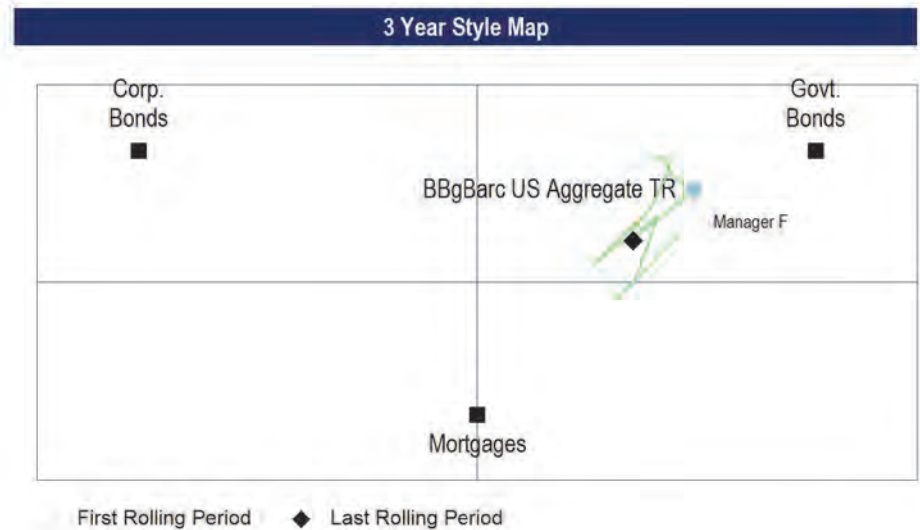 3 Year Style Map
Corp.
Bonds
Govt.
Bonds
BBgBarc US Aggregate TR
Manager F
Mortgages
First Rolling Period
Last Rolling Period